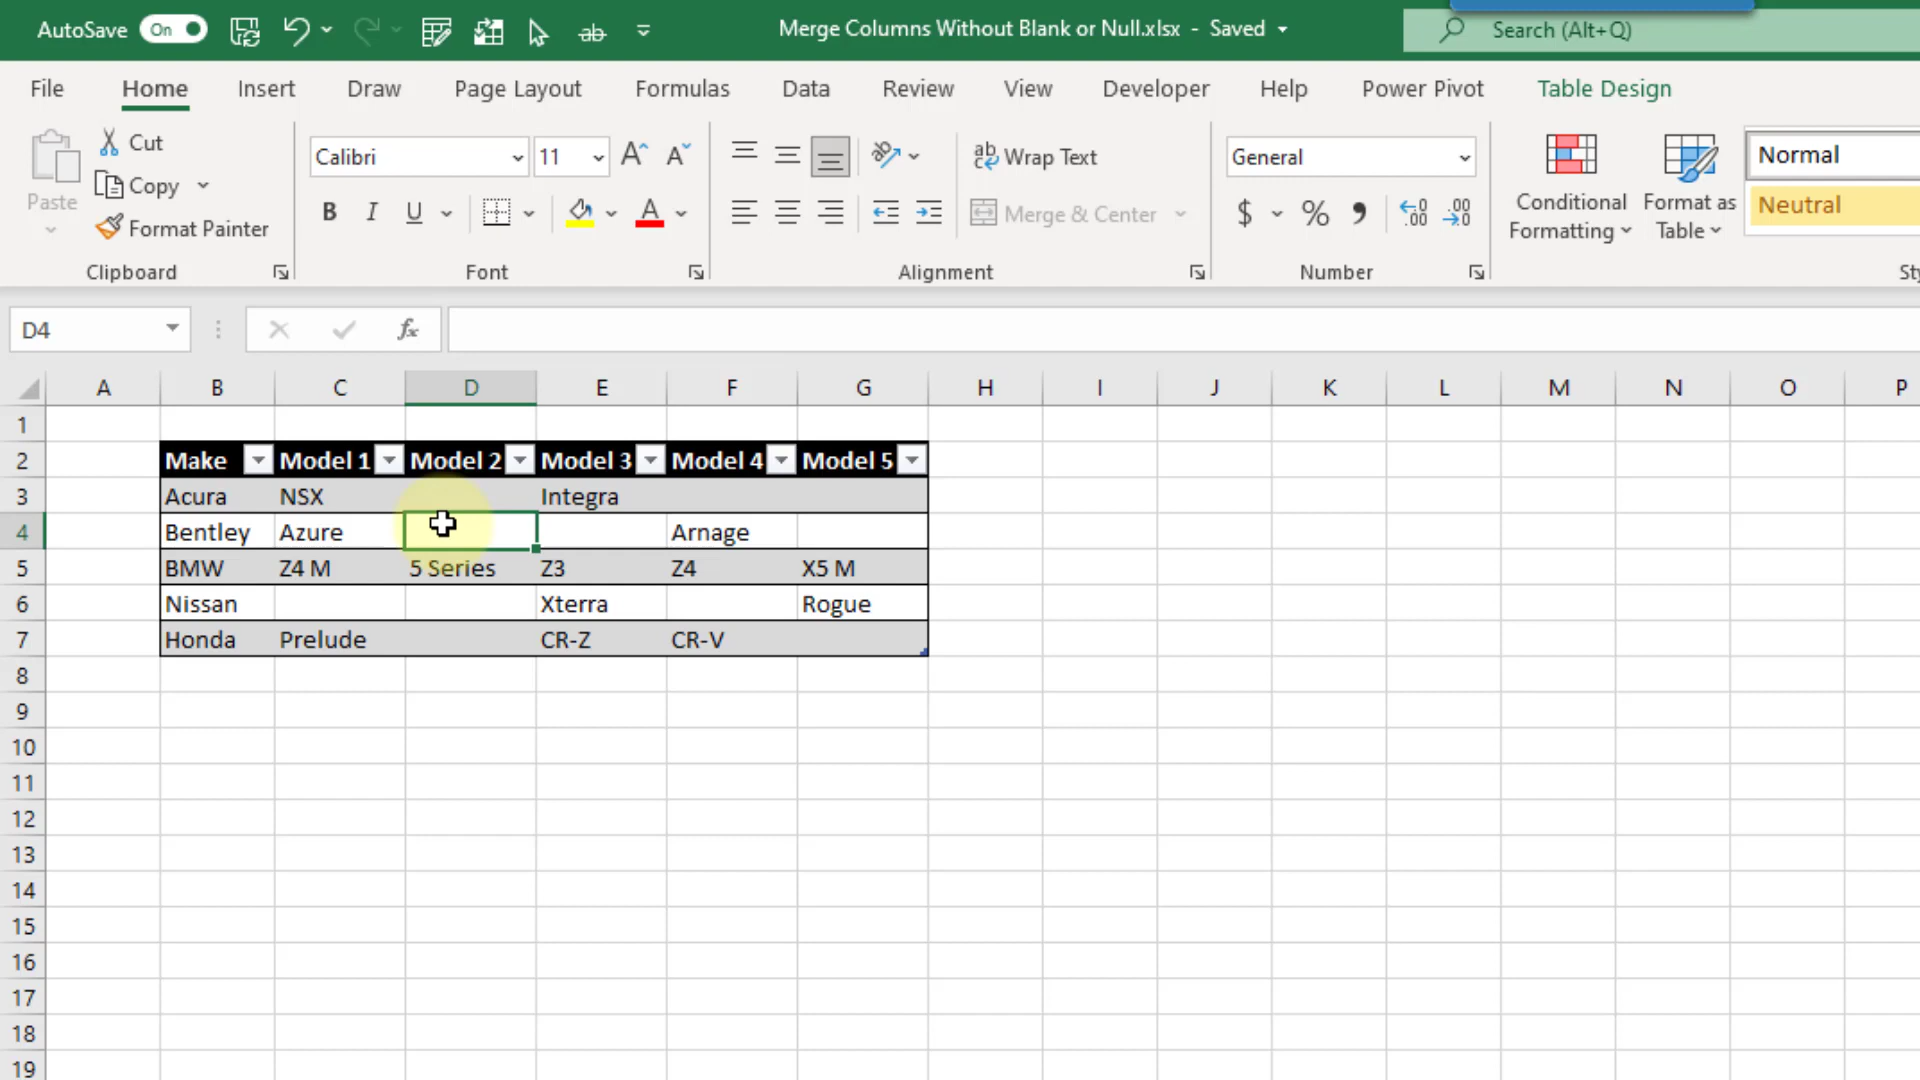 AutoSave On Merge Columns Without Blank or Null.xlsx - Saved Search (Alt+Q)
File Home Insert Draw Page Layout Formulas Data Review View Developer Help Power Pivot Table Design
Paste
Cut
Copy
Format Painter
Clipboard
Calibri 11
B I U
Font
Wrap Text
Merge & Center
Alignment
General
$ % 9
Number
Conditional Formatting
Format as Table
Normal
Neutral
Sty
D4 fx
A B C D E F G H I J K L M N O P
1
2 Make Model 1 Model 2 Model 3 Model 4 Model 5
3 Acura NSX Integra
4 Bentley Azure Arnage
5 BMW Z4 M 5 Series Z3 Z4 X5 M
6 Nissan Xterra Rogue
7 Honda Prelude CR-Z CR-V
8
9
10
11
12
13
14
15
16
17
18
19